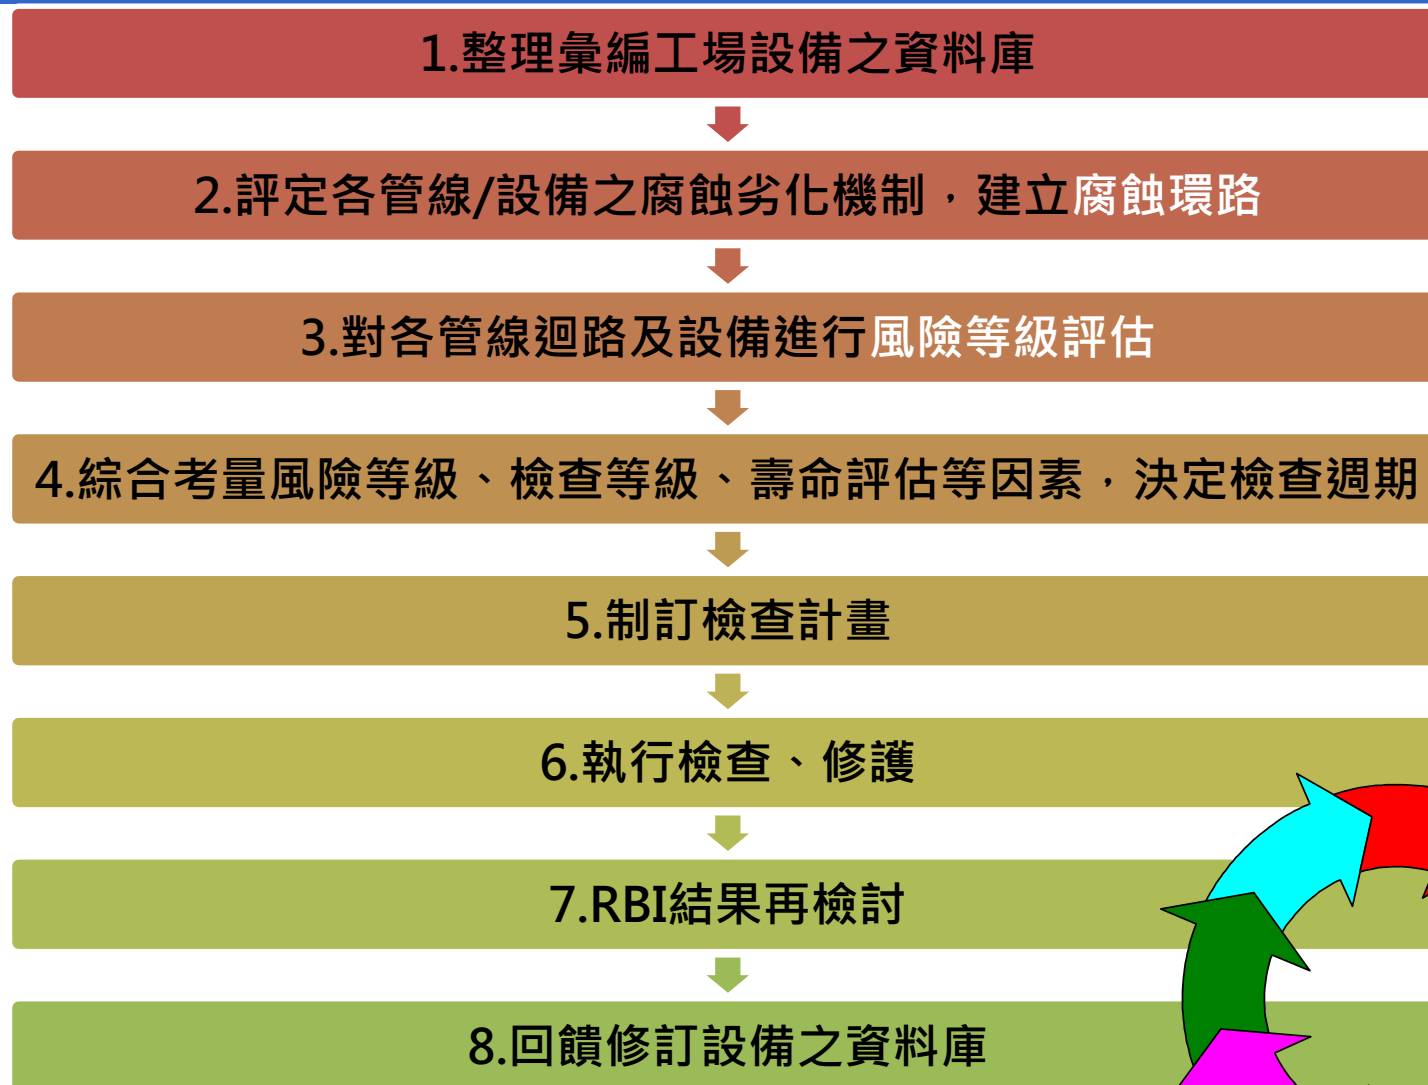 1.整理彙編工場設備之資料庫
2.評定各管線/設備之腐蝕劣化機制，建立腐蝕環路
3.對各管線迴路及設備進行風險等級評估
4.綜合考量風險等級、檢查等級、壽命評估等因素，決定檢查週期
5.制訂檢查計畫
6.執行檢查、修護
7.RBI結果再檢討
8.回饋修訂設備之資料庫